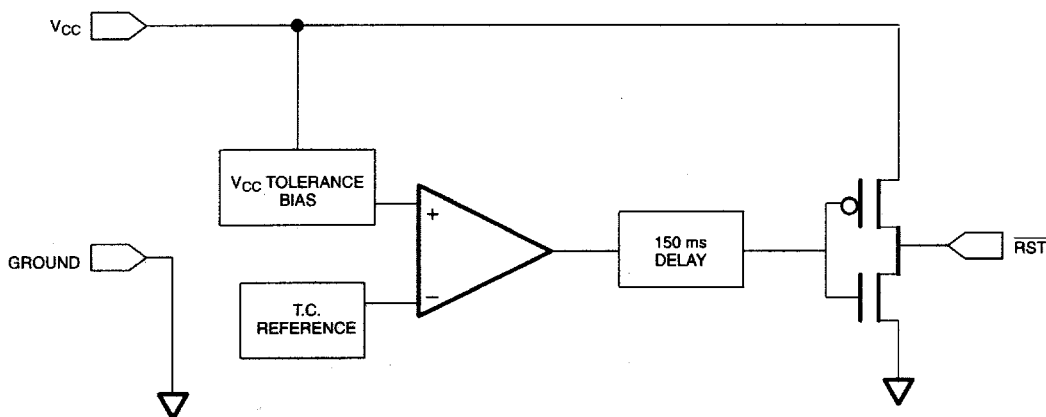 VCC
VCC TOLERANCE
BIAS
+
GROUND
150 ms
DELAY
RST
−
T.C.
REFERENCE